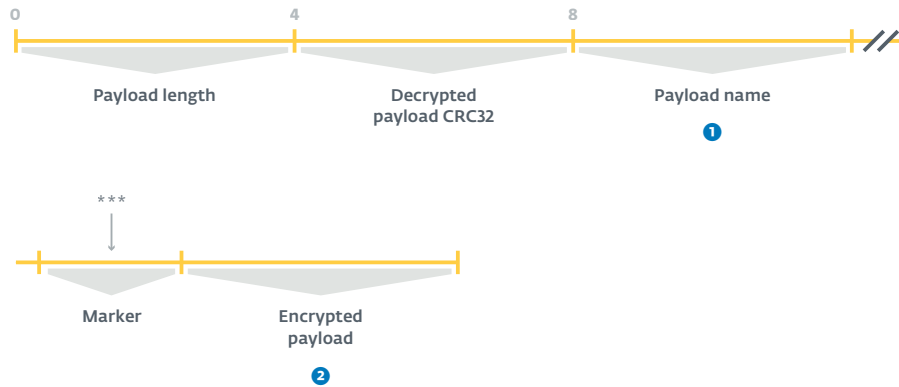 0 4 8
Payload length
Decrypted
payload CRC32
Payload name
1
***
Marker
Encrypted
payload
2